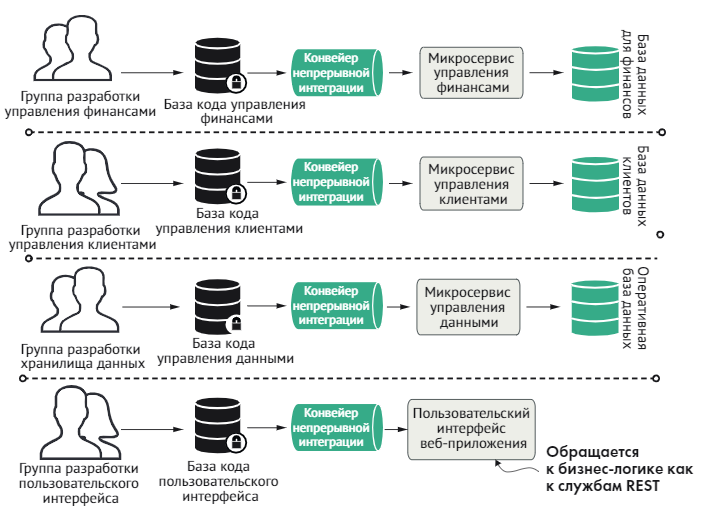 Группа разработки
управления финансами
База кода управления
финансами
Конвейер
непрерывной
интеграции
Микросервис
управления
финансами
База данных
для финансов
Группа разработки
управления клиентами
База кода
управления клиентами
Конвейер
непрерывной
интеграции
Микросервис
управления
клиентами
База данных
клиентов
Группа разработки
хранилища данных
База кода
управления данными
Конвейер
непрерывной
интеграции
Микросервис
управления
данными
Оперативная
база данных
Группа разработки
пользовательского
интерфейса
База кода
пользовательского
интерфейса
Конвейер
непрерывной
интеграции
Пользовательский
интерфейс
веб-приложения
Обращается
к бизнес-логике как
к службам REST